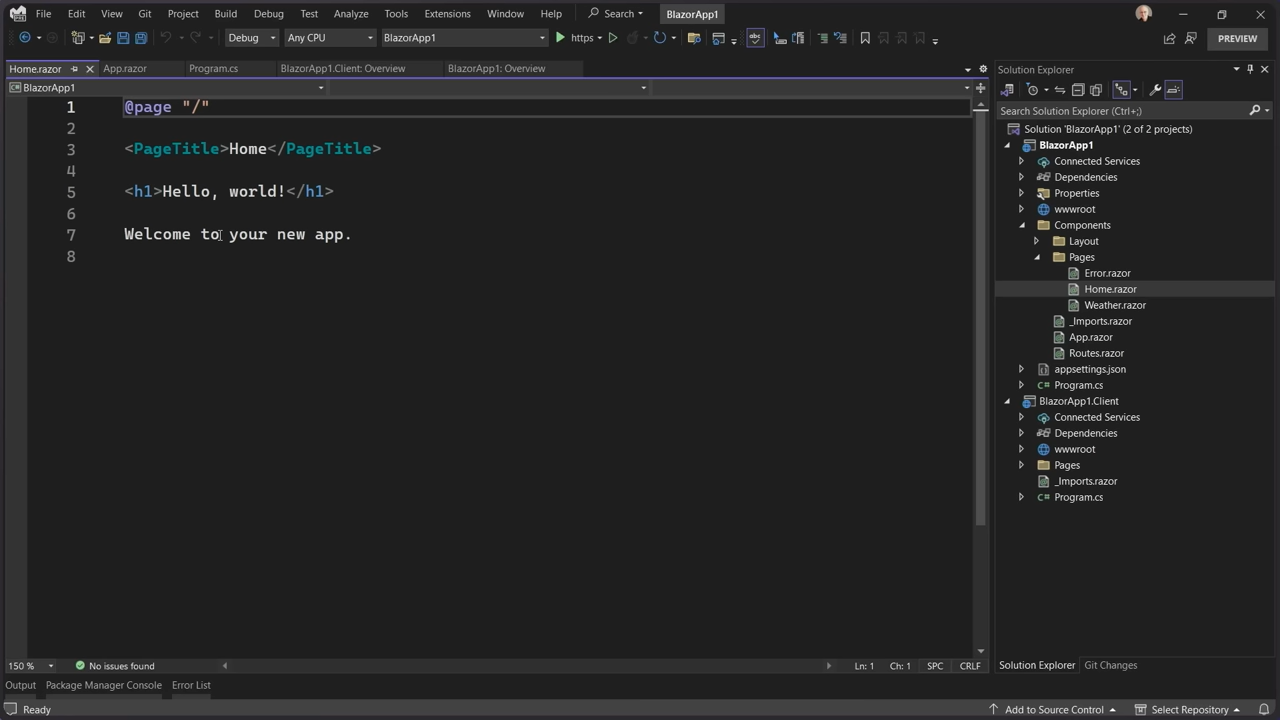 File Edit View Git Project Build Debug Test Analyze Tools Extensions Window Help Search BlazorApp1
Debug Any CPU BlazorApp1 https PREVIEW
Home.razor App.razor Program.cs BlazorApp1.Client: Overview BlazorApp1: Overview
BlazorApp1
1 @page "/"
2
3 <PageTitle>Home</PageTitle>
4
5 <h1>Hello, world!</h1>
6
7 Welcome to your new app.
8
150 % No issues found Ln: 1 Ch: 1 SPC CRLF
Solution Explorer
Search Solution Explorer (Ctrl+;)
Solution 'BlazorApp1' (2 of 2 projects)
BlazorApp1
Connected Services
Dependencies
Properties
wwwroot
Components
Layout
Pages
Error.razor
Home.razor
Weather.razor
_Imports.razor
App.razor
Routes.razor
appsettings.json
Program.cs
BlazorApp1.Client
Connected Services
Dependencies
wwwroot
Pages
_Imports.razor
Program.cs
Solution Explorer Git Changes
Output Package Manager Console Error List
Ready Add to Source Control Select Repository